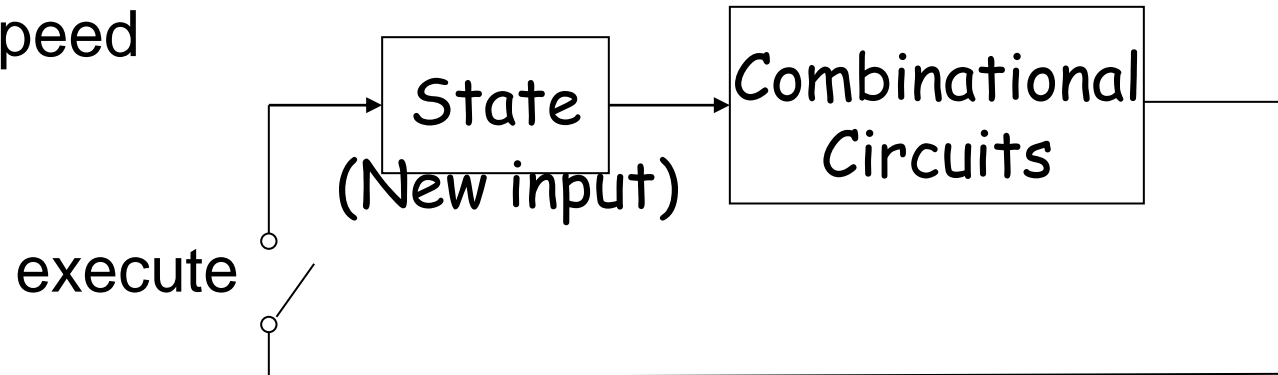 peed
State
(New input)
Combinational
Circuits
execute